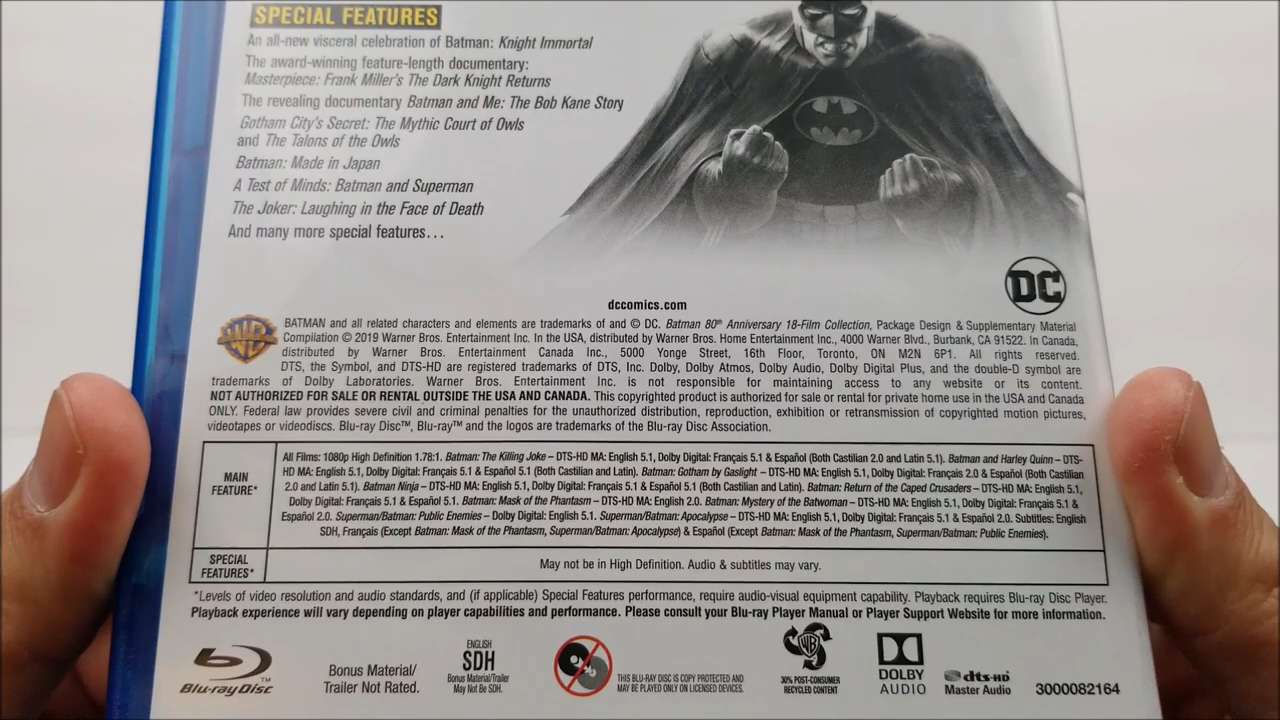 SPECIAL FEATURES
An all-new visceral celebration of Batman: Knight Immortal
The award-winning feature-length documentary:
Masterpiece: Frank Miller's The Dark Knight Returns
The revealing documentary Batman and Me: The Bob Kane Story
Gotham City's Secret: The Mythic Court of Owls
and The Talons of the Owls
Batman: Made in Japan
A Test of Minds: Batman and Superman
The Joker: Laughing in the Face of Death
And many more special features...
DC
dccomics.com
WB
BATMAN and all related characters and elements are trademarks of and © DC. Batman 80th Anniversary 18-Film Collection, Package Design & Supplementary Material
Compilation © 2019 Warner Bros. Entertainment Inc. In the USA, distributed by Warner Bros. Home Entertainment Inc., 4000 Warner Blvd., Burbank, CA 91522. In Canada,
distributed by Warner Bros. Entertainment Canada Inc., 5000 Yonge Street, 16th Floor, Toronto, ON M2N 6P1. All rights reserved.
DTS, the Symbol, and DTS-HD are registered trademarks of DTS, Inc. Dolby, Dolby Atmos, Dolby Audio, Dolby Digital Plus, and the double-D symbol are
trademarks of Dolby Laboratories. Warner Bros. Entertainment Inc. is not responsible for maintaining access to any website or its content.
NOT AUTHORIZED FOR SALE OR RENTAL OUTSIDE THE USA AND CANADA. This copyrighted product is authorized for sale or rental for private home use in the USA and Canada
ONLY. Federal law provides severe civil and criminal penalties for the unauthorized distribution, reproduction, exhibition or retransmission of copyrighted motion pictures,
videotapes or videodiscs. Blu-ray Disc™, Blu-ray™ and the logos are trademarks of the Blu-ray Disc Association.
MAIN
FEATURE*
All Films: 1080p High Definition 1.78:1. Batman: The Killing Joke – DTS-HD MA: English 5.1, Dolby Digital: Français 5.1 & Español 5.1 (Both Castilian 2.0 and Latin 5.1). Batman and Harley Quinn – DTS-
HD MA: English 5.1, Dolby Digital: Français 5.1 & Español 5.1 (Both Castilian and Latin). Batman: Gotham by Gaslight – DTS-HD MA: English 5.1, Dolby Digital: Français 2.0 & Español 5.1 (Both Castilian
2.0 and Latin 5.1). Batman Ninja – DTS-HD MA: English 5.1, Dolby Digital: Français 5.1 & Español 5.1 (Both Castilian and Latin). Batman: Return of the Caped Crusaders – DTS-HD MA: English 5.1,
Dolby Digital: Français 5.1 & Español 5.1. Batman: Mask of the Phantasm – DTS-HD MA: English 2.0. Batman: Mystery of the Batwoman – DTS-HD MA: English 5.1, Dolby Digital: Français 5.1 &
Español 2.0. Superman/Batman: Public Enemies – Dolby Digital: English 5.1. Superman/Batman: Apocalypse – DTS-HD MA: English 5.1, Dolby Digital: Français 5.1 & Español 2.0. Subtitles: English
SDH, Français (Except Batman: Mask of the Phantasm, Superman/Batman: Apocalypse) & Español (Except Batman: Mask of the Phantasm, Superman/Batman: Public Enemies).
SPECIAL
FEATURES*
May not be in High Definition. Audio & subtitles may vary.
*Levels of video resolution and audio standards, and (if applicable) Special Features performance, require audio-visual equipment capability. Playback requires Blu-ray Disc Player.
Playback experience will vary depending on player capabilities and performance. Please consult your Blu-ray Player Manual or Player Support Website for more information.
Blu-ray Disc™
Bonus Material/
Trailer Not Rated.
ENGLISH
SDH
Bonus Material/Trailer
May Not Be SDH.
THIS BLU-RAY DISC IS COPY PROTECTED AND
MAY BE PLAYED ONLY ON LICENSED DEVICES.
WB
30% POST-CONSUMER
RECYCLED CONTENT
DOLBY
AUDIO
dts-HD
Master Audio
3000082164